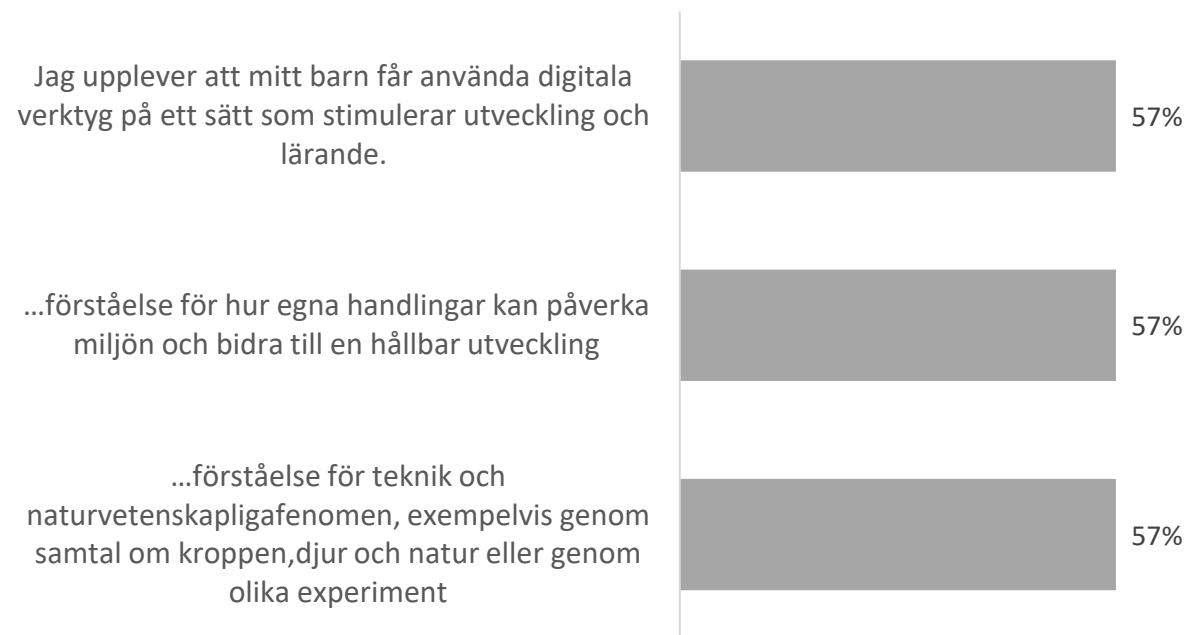 Jag upplever att mitt barn får använda digitala
verktyg på ett sätt som stimulerar utveckling och
lärande.
57%
...förståelse för hur egna handlingar kan påverka
miljön och bidra till en hållbar utveckling
57%
...förståelse för teknik och
naturvetenskapligafenomen, exempelvis genom
samtal om kroppen,djur och natur eller genom
olika experiment
57%